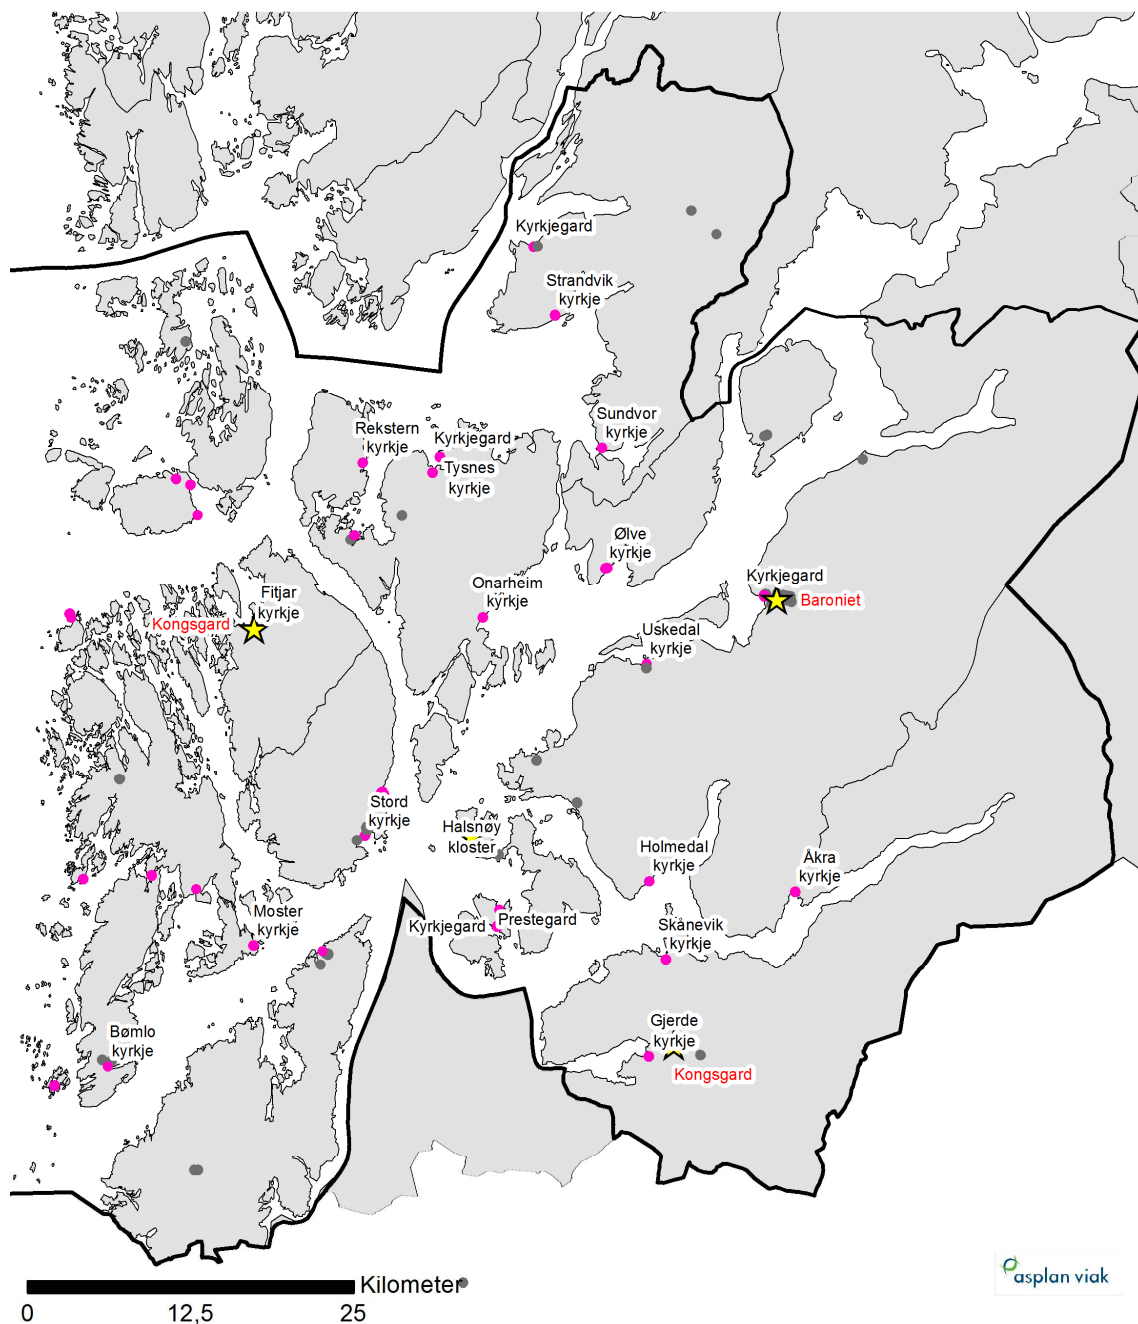 Kyrkjegard
Strandvik
kyrkje
Sundvor
kyrkje
Rekstern
kyrkje
Kyrkjegard
Tysnes
kyrkje
Ølve
kyrkje
Onarheim
kyrkje
Kyrkjegard
Baroniet
Fitjar
kyrkje
Kongsgard
Uskedal
kyrkje
Stord
kyrkje
Halsnøy
kloster
Holmedal
kyrkje
Åkra
kyrkje
Moster
kyrkje
Kyrkjegard
Prestegard
Skånevik
kyrkje
Gjerde
kyrkje
Kongsgard
Bømlo
kyrkje
Kilometer
0 12,5 25
asplan viak